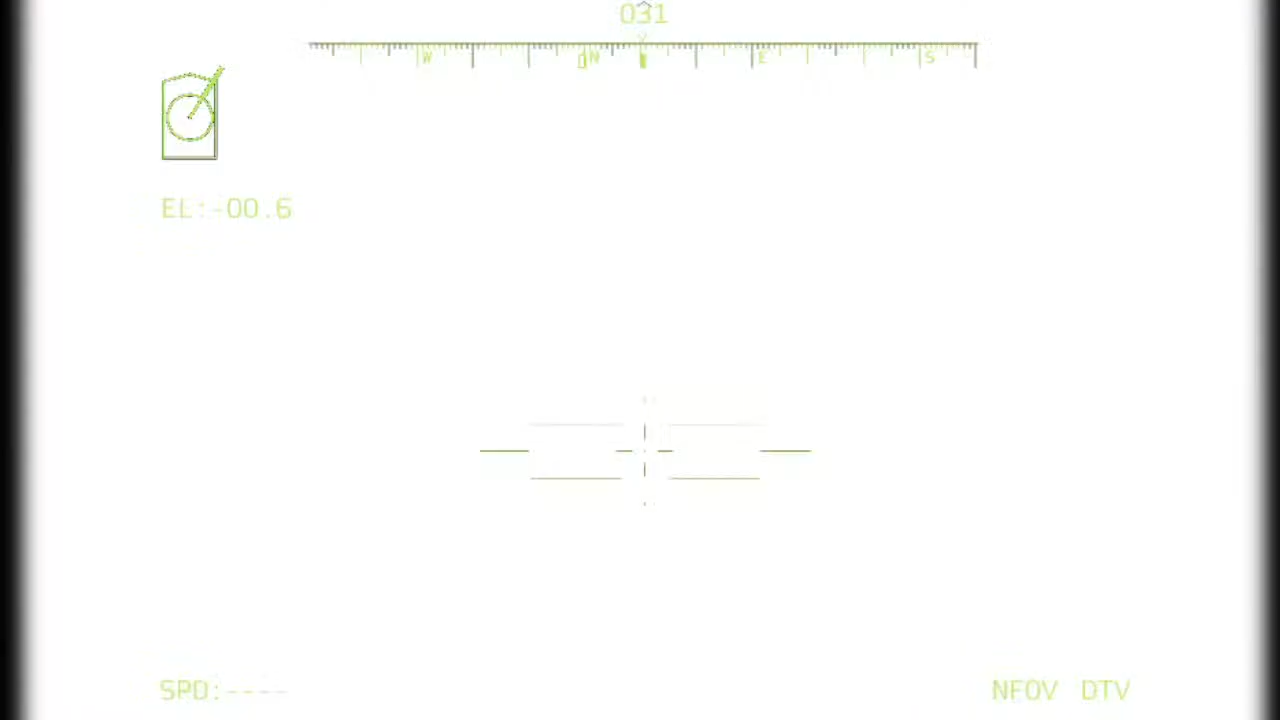 031
W N E S
EL:-00.6
SPD:----
NFOV DTV